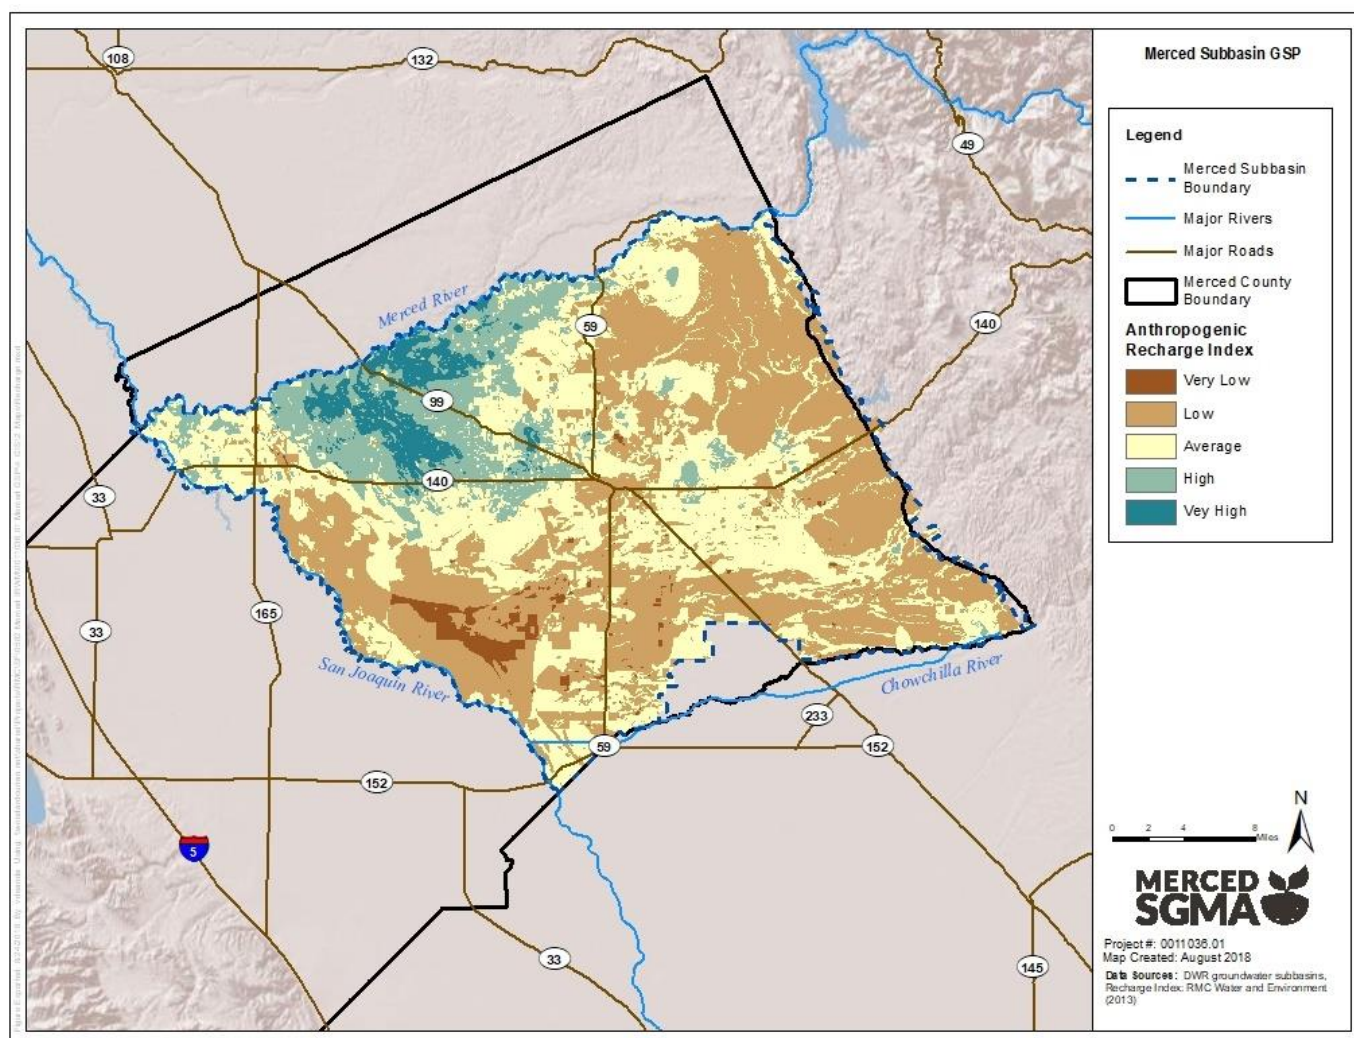 Merced Subbasin GSP
Legend
Merced Subbasin
Boundary
Major Rivers
Major Roads
Merced County
Boundary
Anthropogenic
Recharge Index
Very Low
Low
Average
High
Vey High
108
132
49
Merced River
59
140
99
140
33
165
33
San Joaquin River
Chowchilla River
233
59
152
152
5
33
145
N
0 2 4 8
Miles
MERCED
SGMA
Project #: 0011036.01
Map Created: August 2018
Data Sources: DWR groundwater subbasins,
Recharge Index: RMC Water and Environment
(2013)